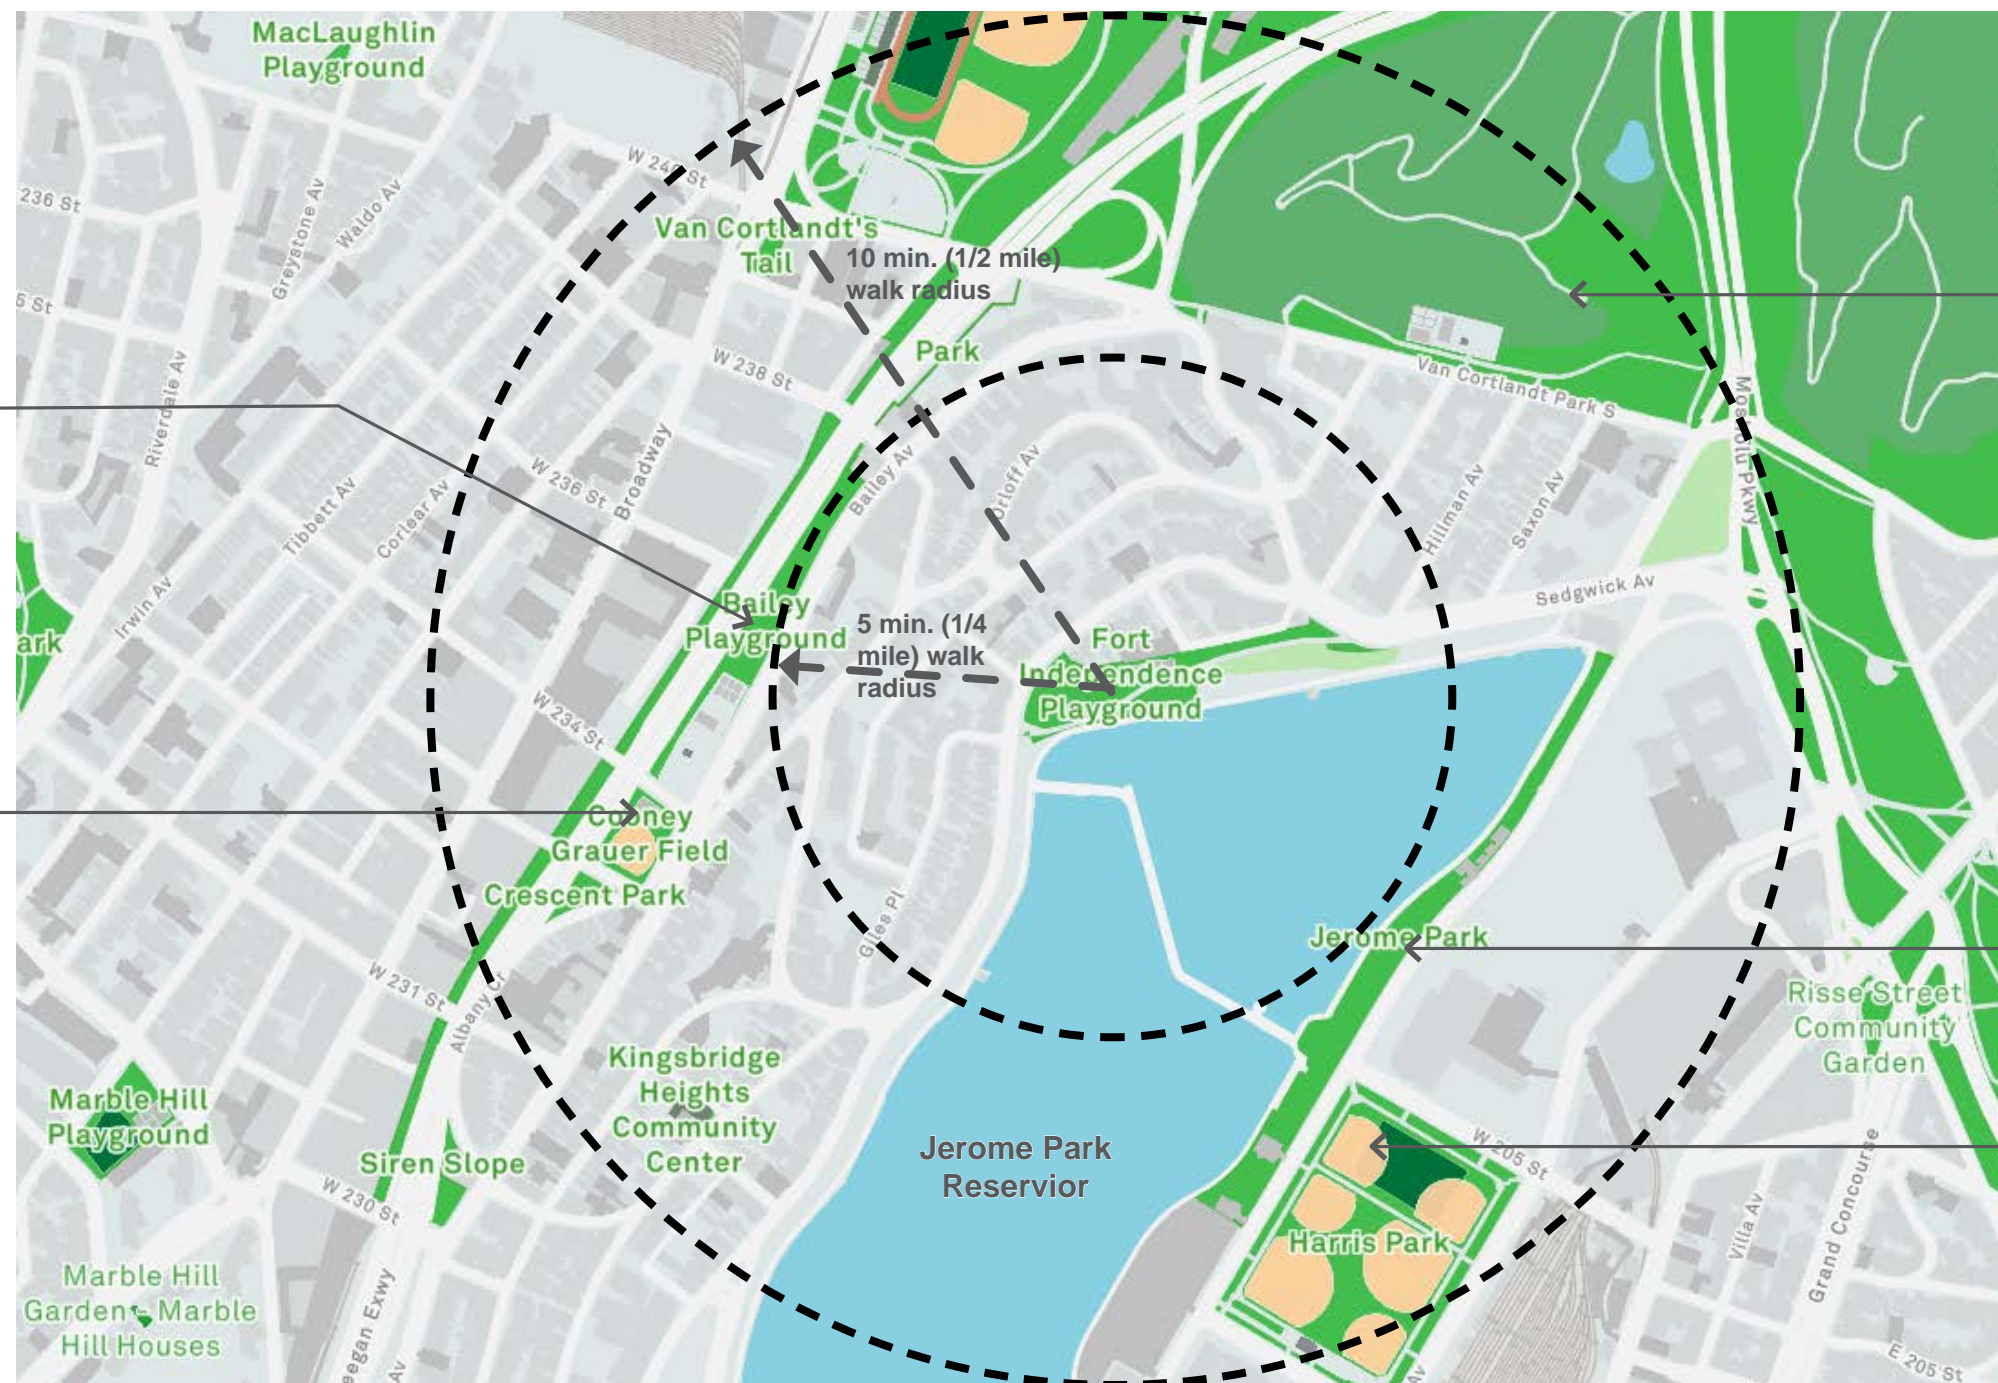 MacLaughlin
Playground
W 242 St
236 St
Greystone Av
Waldo Av
Van Cortlandt's
Tail
10 min. (1/2 mile)
walk radius
5 St
Riverdale Av
W 238 St
Park
Van Cortlandt Park S
Mosholu Pkwy
W 236 St
Broadway
Bailey Av
Orloff Av
Hillman Av
Saxon Av
Tibbett Av
Corlear Av
Irwin Av
Sedgwick Av
ark
Bailey
Playground
5 min. (1/4
mile) walk
radius
Fort
Independence
Playground
W 234 St
Cooney
Grauer Field
Crescent Park
Giles Pl
Jerome Park
W 231 St
Albany Cr
Risse Street
Community
Garden
Kingsbridge
Heights
Community
Center
Marble Hill
Playground
Siren Slope
Jerome Park
Reservior
W 205 St
W 230 St
Harris Park
Villa Av
Grand Concourse
Marble Hill
Garden - Marble
Hill Houses
eegan Exwy
Av
Av
E 205 St